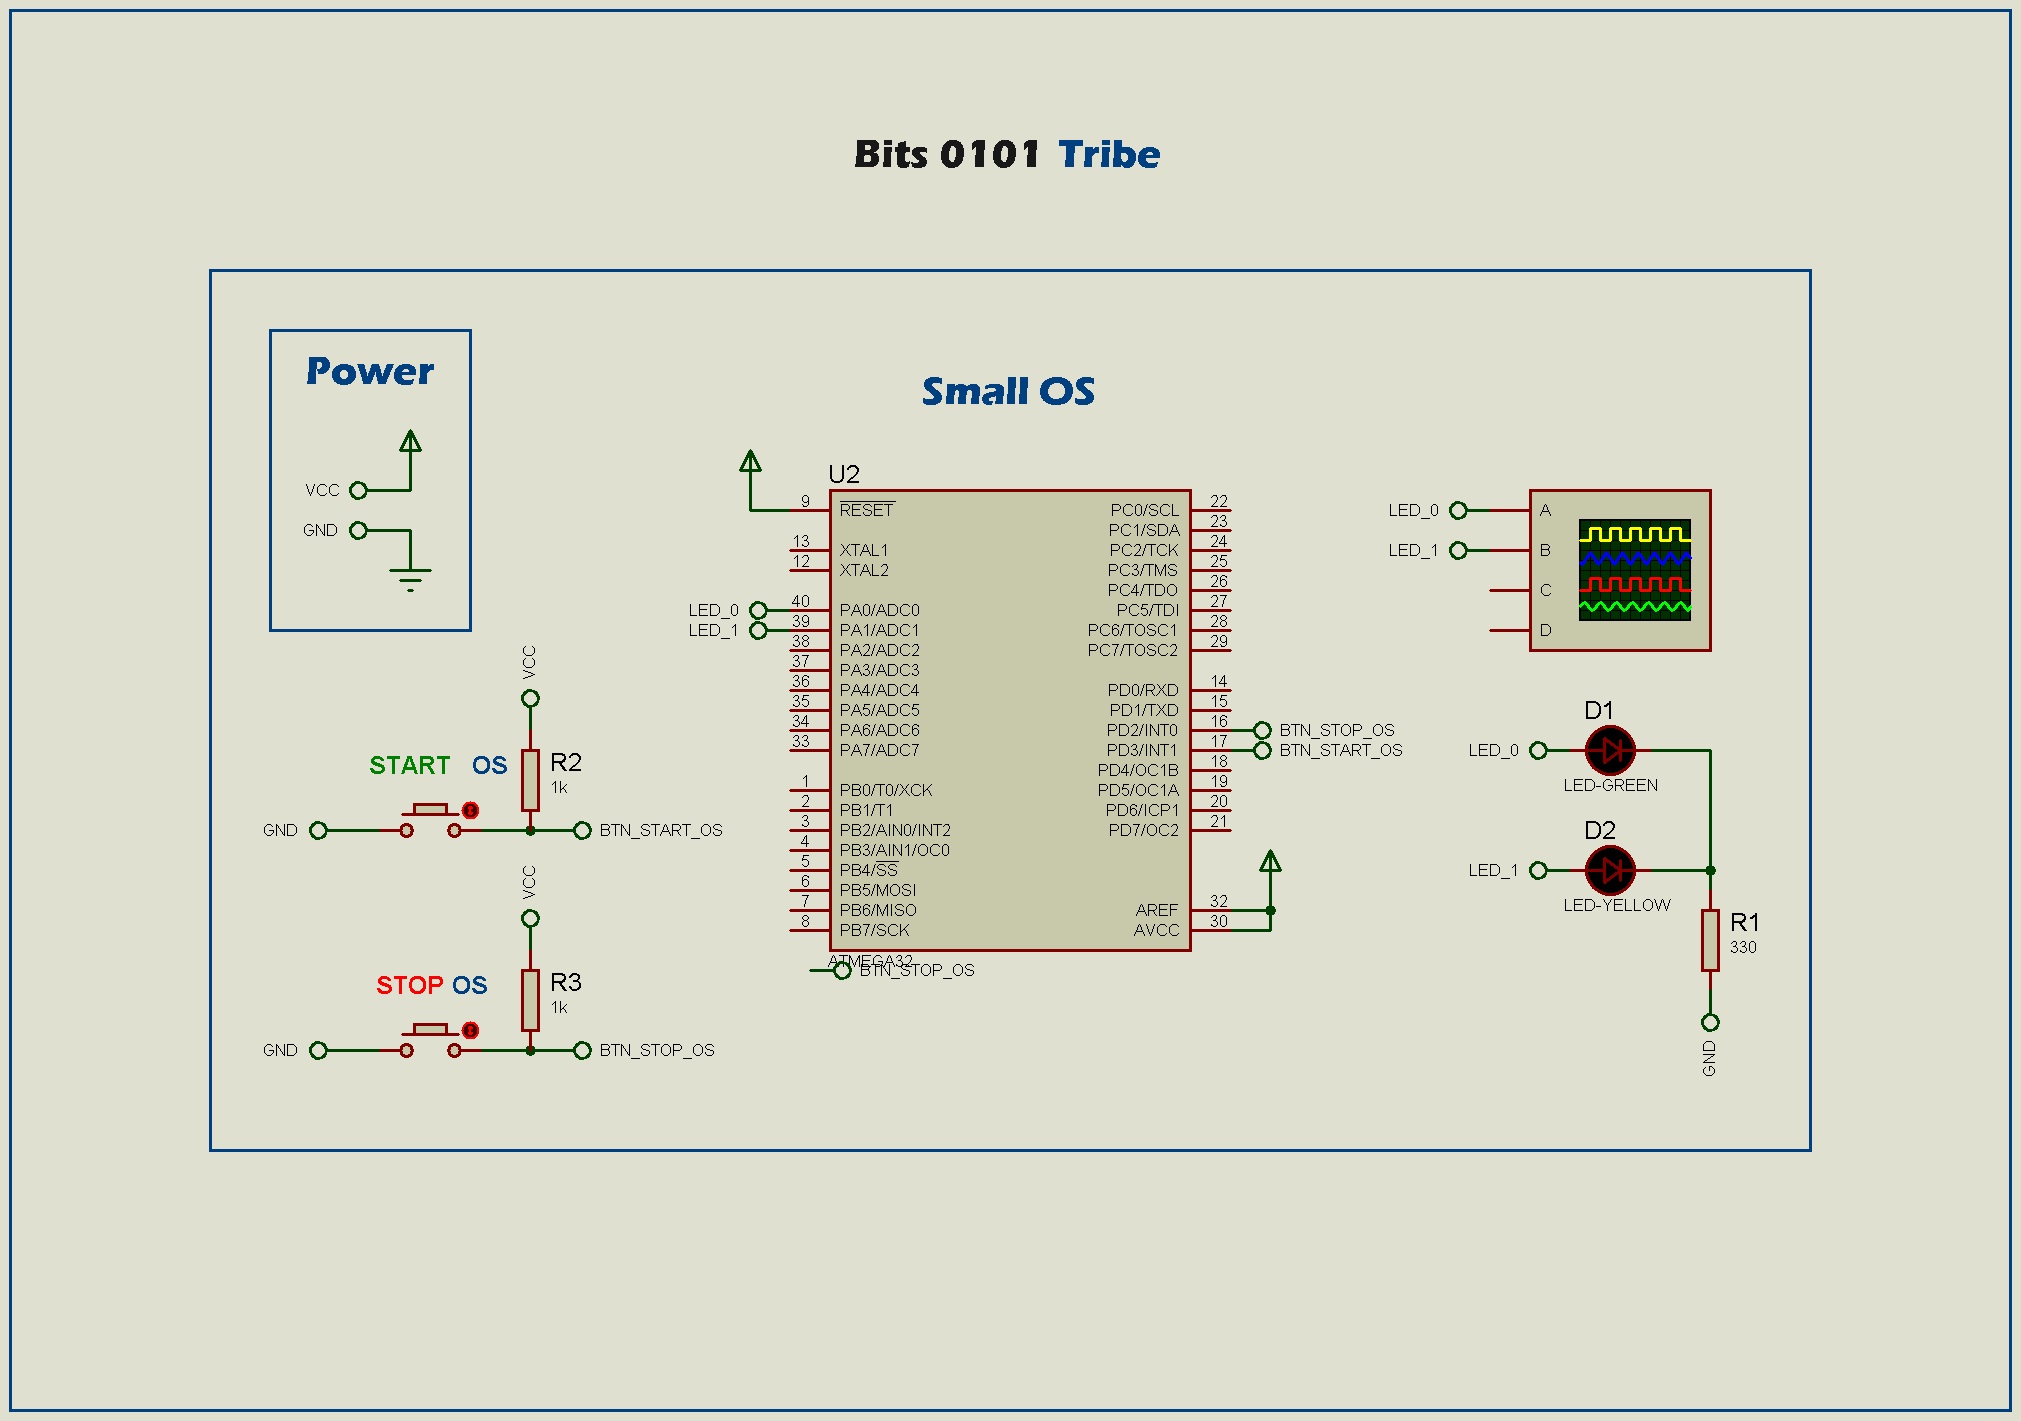 Bits 0101 Tribe
Power
VCC
GND
Small OS
U2
9
RESET
13
XTAL1
12
XTAL2
LED_0
40
PA0/ADC0
LED_1
39
PA1/ADC1
38
PA2/ADC2
37
PA3/ADC3
36
PA4/ADC4
35
PA5/ADC5
34
PA6/ADC6
33
PA7/ADC7
1
PB0/T0/XCK
2
PB1/T1
3
PB2/AIN0/INT2
4
PB3/AIN1/OC0
5
PB4/SS
6
PB5/MOSI
7
PB6/MISO
8
PB7/SCK
PC0/SCL
22
PC1/SDA
23
PC2/TCK
24
PC3/TMS
25
PC4/TDO
26
PC5/TDI
27
PC6/TOSC1
28
PC7/TOSC2
29
PD0/RXD
14
PD1/TXD
15
PD2/INT0
16
BTN_STOP_OS
PD3/INT1
17
BTN_START_OS
PD4/OC1B
18
PD5/OC1A
19
PD6/ICP1
20
PD7/OC2
21
AREF
32
AVCC
30
ATMEGA32
BTN_STOP_OS
VCC
START OS
R2
1k
GND
BTN_START_OS
VCC
STOP OS
R3
1k
GND
BTN_STOP_OS
LED_0
A
LED_1
B
C
D
D1
LED_0
LED-GREEN
D2
LED_1
LED-YELLOW
R1
330
GND